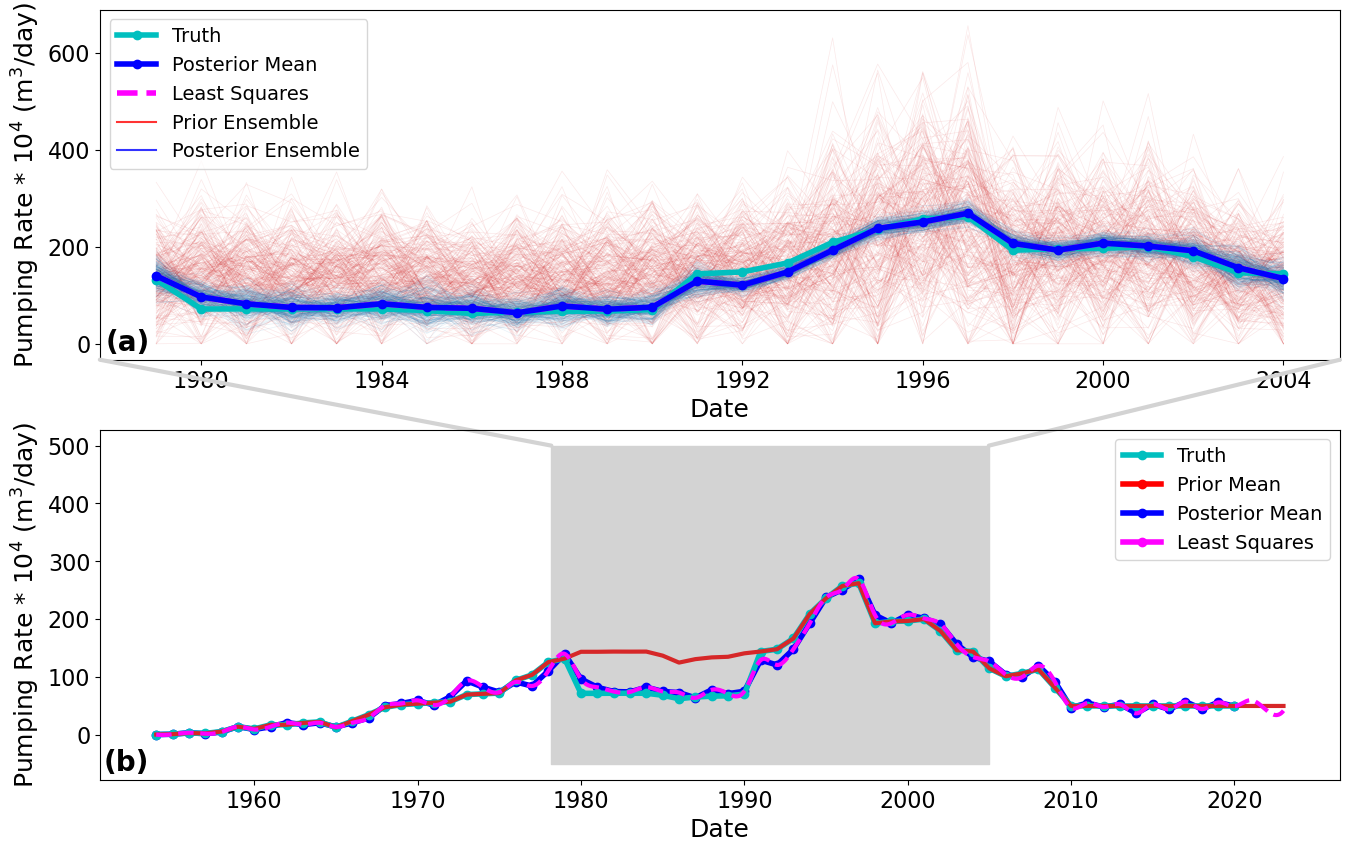 Pumping Rate * 10⁴ (m³/day)
600
400
200
0
Truth
Posterior Mean
Least Squares
Prior Ensemble
Posterior Ensemble
(a)
1980 1984 1988 1992 1996 2000 2004
Date
Pumping Rate * 10⁴ (m³/day)
500
400
300
200
100
0
Truth
Prior Mean
Posterior Mean
Least Squares
(b)
1960 1970 1980 1990 2000 2010 2020
Date